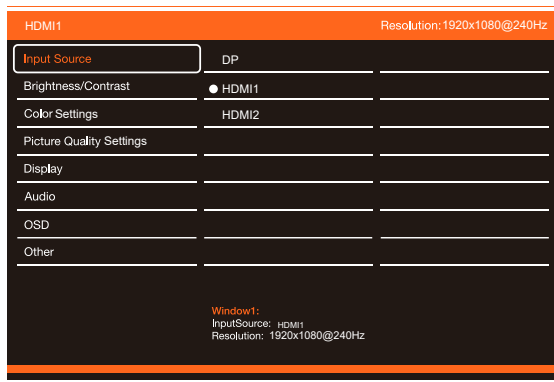 HDMI1 Resolution:1920x1080@240Hz
Input Source DP
Brightness/Contrast HDMI1
Color Settings HDMI2
Picture Quality Settings
Display
Audio
OSD
Other
Window1:
InputSource: HDMI1
Resolution: 1920x1080@240Hz